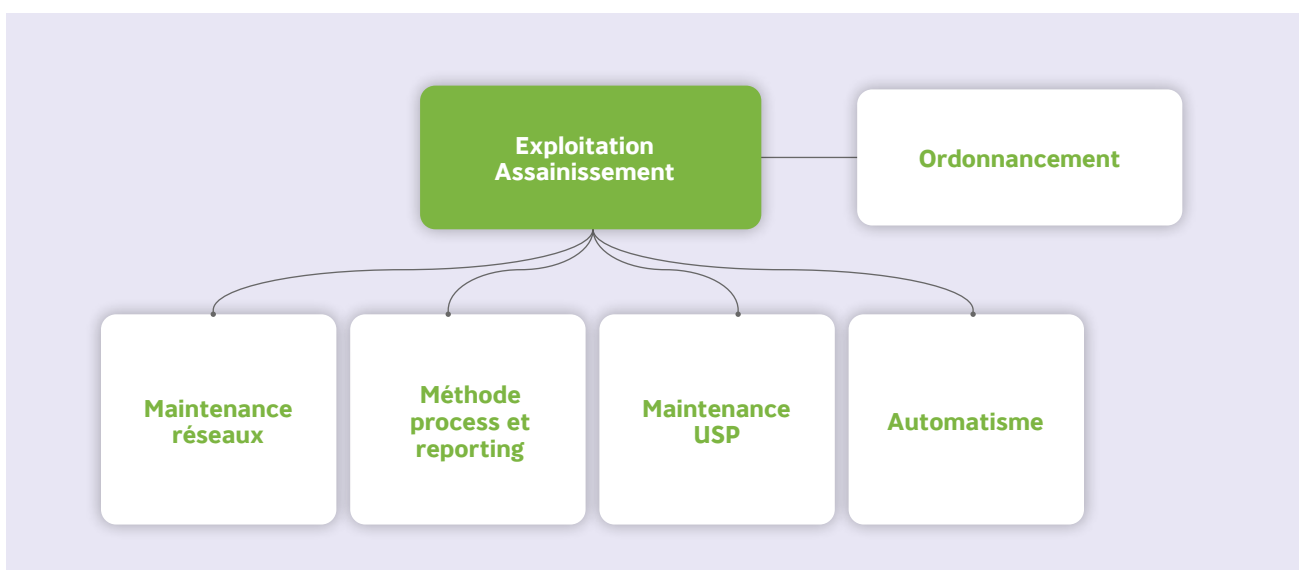 Exploitation
Assainissement
Ordonnancement
Maintenance
réseaux
Méthode
process et
reporting
Maintenance
USP
Automatisme